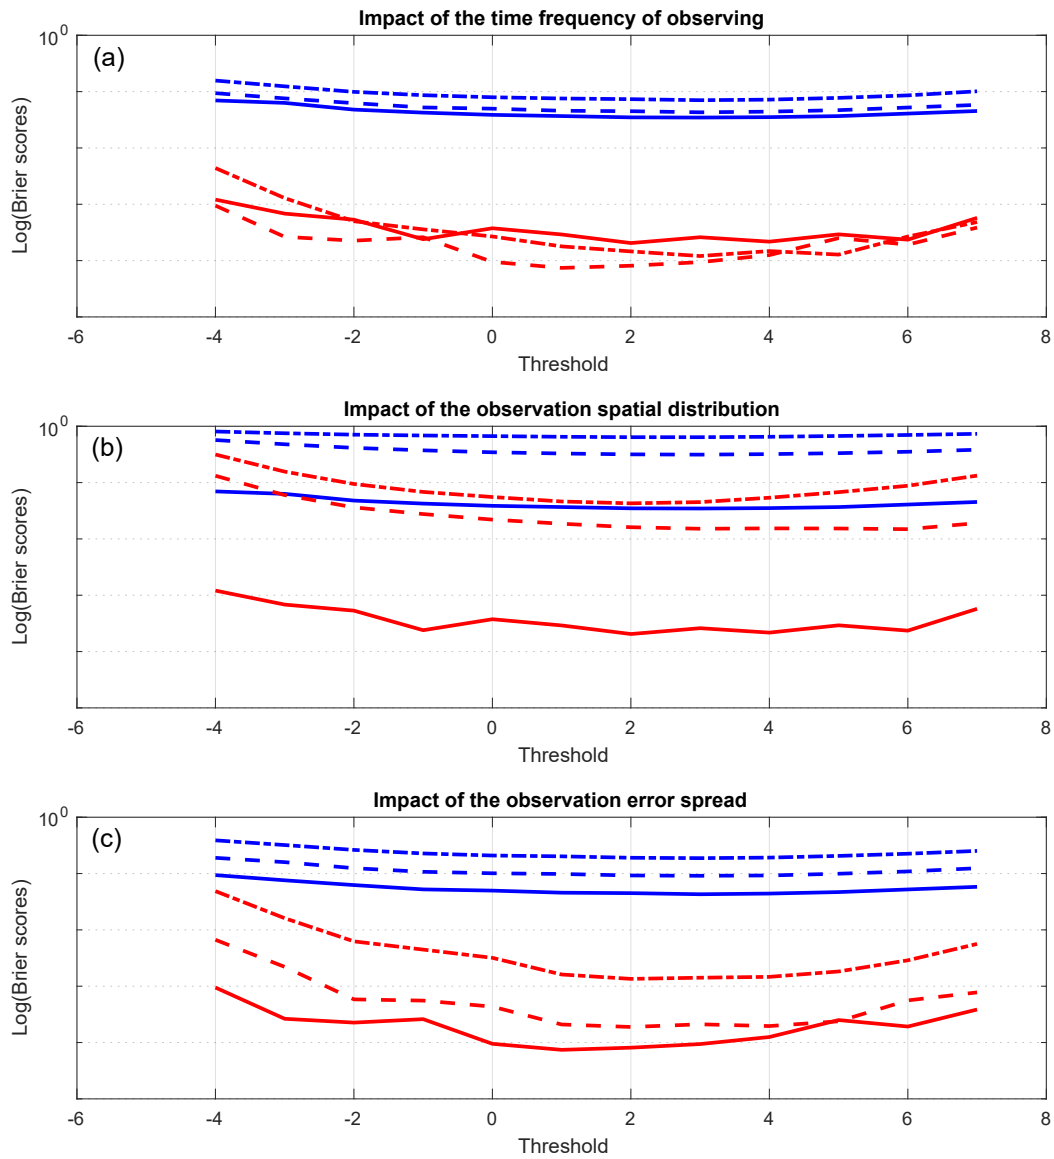 Impact of the time frequency of observing
10^0
(a)
Log(Brier scores)
-6 -4 -2 0 2 4 6 8
Threshold
Impact of the observation spatial distribution
10^0
(b)
Log(Brier scores)
-6 -4 -2 0 2 4 6 8
Threshold
Impact of the observation error spread
10^0
(c)
Log(Brier scores)
-6 -4 -2 0 2 4 6 8
Threshold